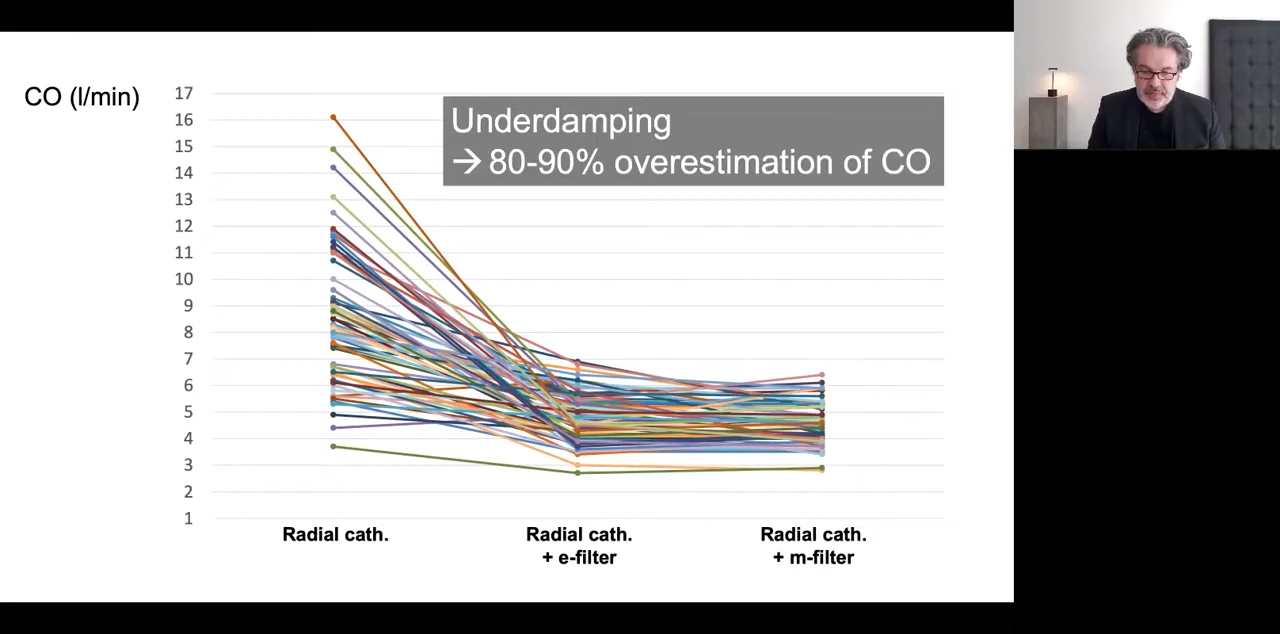 CO (l/min)
17
16
15
14
13
12
11
10
9
8
7
6
5
4
3
2
1
Underdamping
→ 80-90% overestimation of CO
Radial cath.
Radial cath.
+ e-filter
Radial cath.
+ m-filter